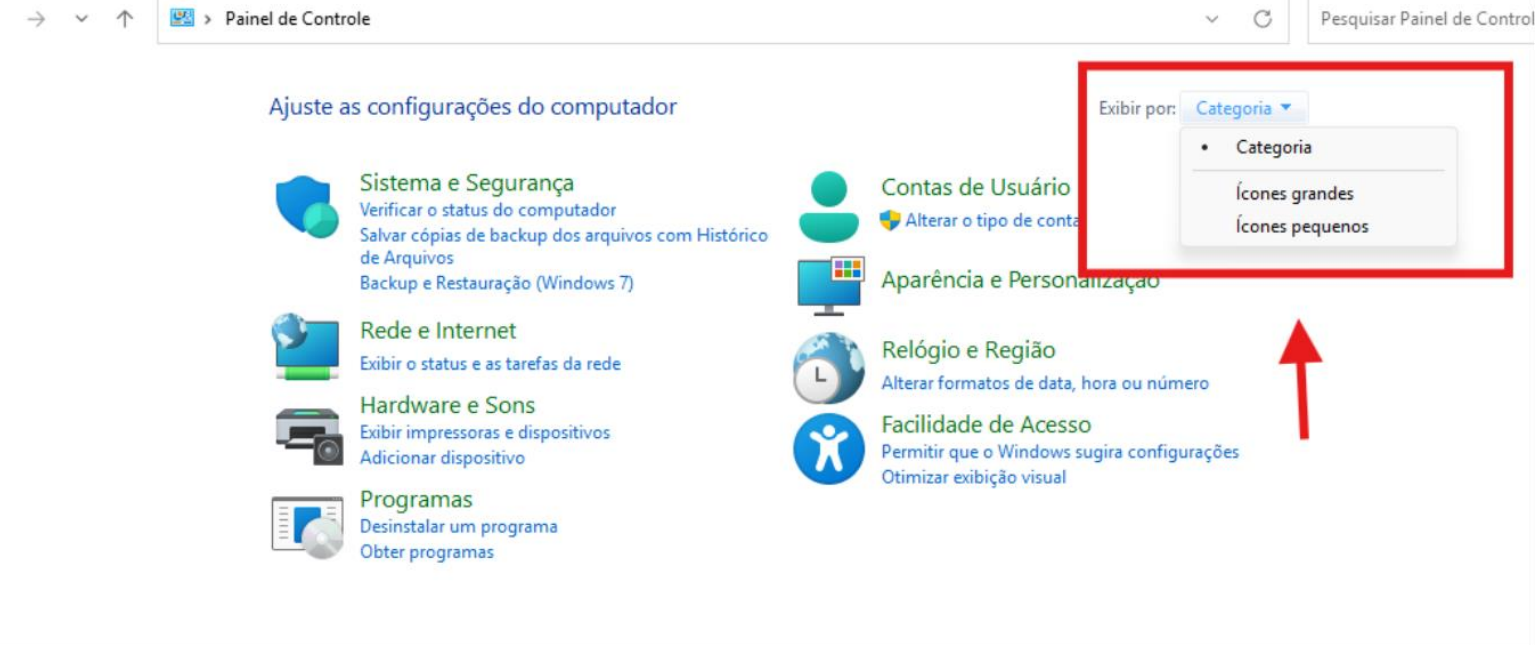 Painel de Controle
Pesquisar Painel de Control
Ajuste as configurações do computador
Exibir por: Categoria
Categoria
Ícones grandes
Ícones pequenos
Sistema e Segurança
Verificar o status do computador
Salvar cópias de backup dos arquivos com Histórico
de Arquivos
Backup e Restauração (Windows 7)
Rede e Internet
Exibir o status e as tarefas da rede
Hardware e Sons
Exibir impressoras e dispositivos
Adicionar dispositivo
Programas
Desinstalar um programa
Obter programas
Contas de Usuário
Alterar o tipo de conta
Aparência e Personalização
Relógio e Região
Alterar formatos de data, hora ou número
Facilidade de Acesso
Permitir que o Windows sugira configurações
Otimizar exibição visual